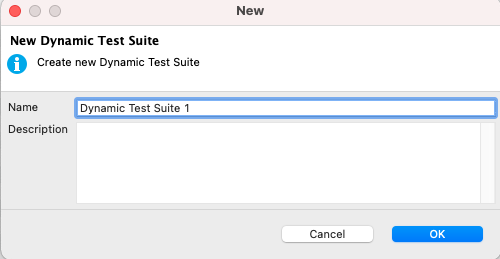 New
New Dynamic Test Suite
Create new Dynamic Test Suite
Name
Dynamic Test Suite 1
Description
Cancel
OK